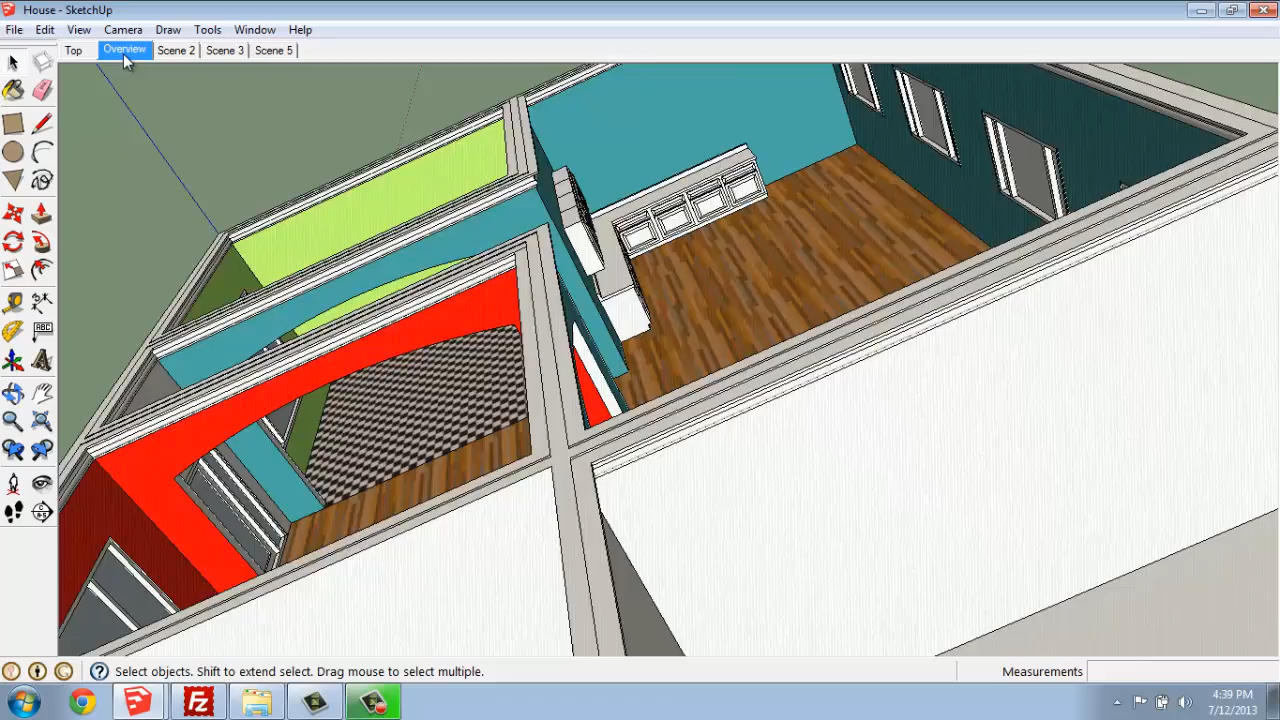 House - SketchUp
File Edit View Camera Draw Tools Window Help
Top Overview Scene 2 Scene 3 Scene 5
ABC
Select objects. Shift to extend select. Drag mouse to select multiple.
Measurements
4:39 PM
7/12/2013